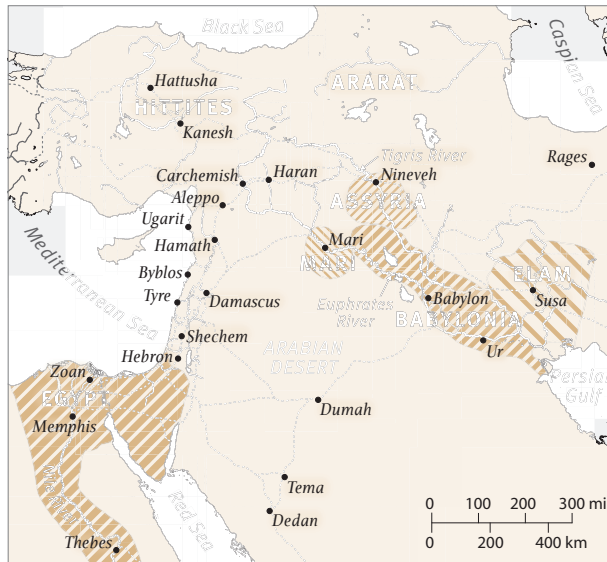 Black Sea
Caspian Sea
Hattusha
ARARAT
HITTITES
Kanesh
Tigris River
Rages
Carchemish
Haran
Nineveh
Aleppo
ASSYRIA
Ugarit
Mediterranean Sea
Hamath
Mari
MARI
Byblos
ELAM
Tyre
Damascus
Euphrates
River
Babylon
Susa
BABYLONIA
Shechem
ARABIAN
DESERT
Ur
Hebron
Zoan
Persian
Gulf
EGYPT
Dumah
Memphis
Tema
Red Sea
Dedan
Thebes
0 100 200 300 mi
0 200 400 km